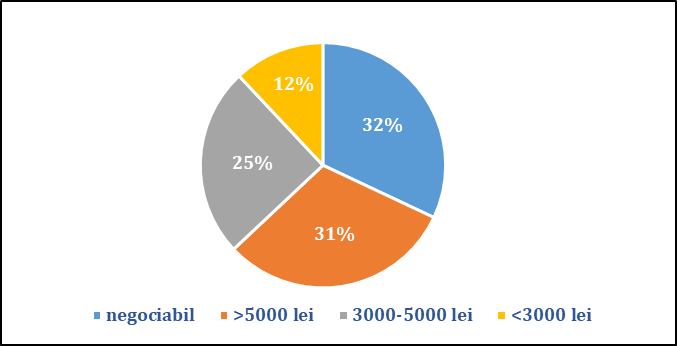 12%
32%
25%
31%
negociabil >5000 lei 3000-5000 lei <3000 lei